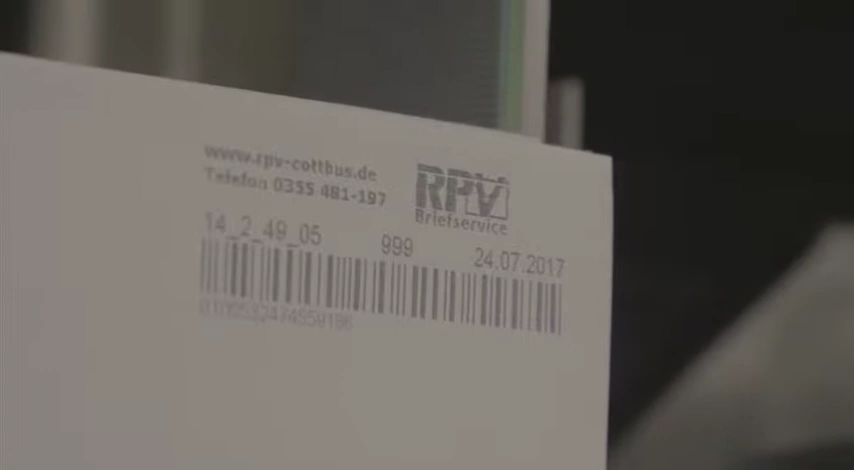 www.rpv-cottbus.de
Telefon 0355 481-197
RPV
Briefservice
14_2_49_05 999 24.07.2017